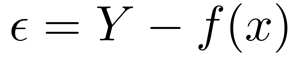 ϵ = Y − f(x)